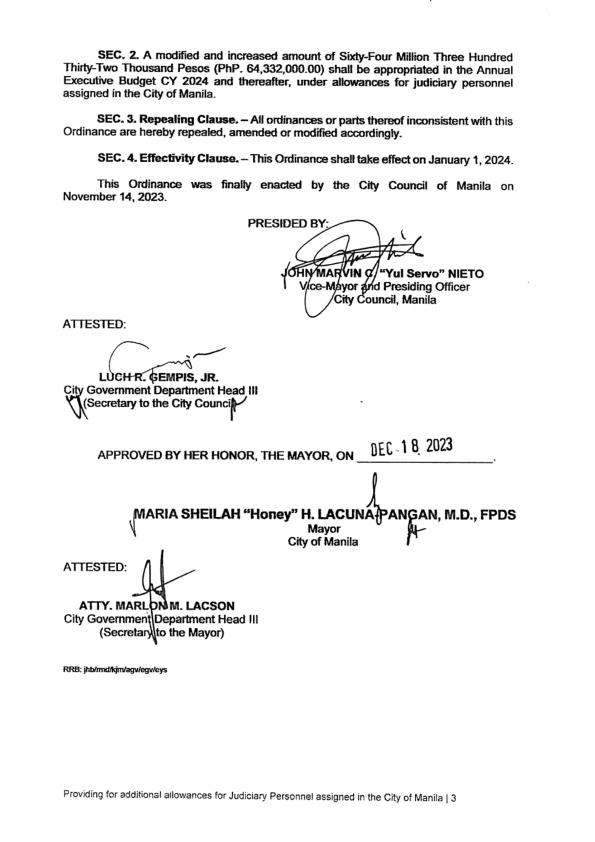 SEC. 2. A modified and increased amount of Sixty-Four Million Three Hundred
Thirty-Two Thousand Pesos (PhP. 64,332,000.00) shall be appropriated in the Annual
Executive Budget CY 2024 and thereafter, under allowances for judiciary personnel
assigned in the City of Manila.
SEC. 3. Repealing Clause. – All ordinances or parts thereof inconsistent with this
Ordinance are hereby repealed, amended or modified accordingly.
SEC. 4. Effectivity Clause. – This Ordinance shall take effect on January 1, 2024.
This Ordinance was finally enacted by the City Council of Manila on
November 14, 2023.
PRESIDED BY:
JOHN MARVIN C. "Yul Servo" NIETO
Vice-Mayor and Presiding Officer
City Council, Manila
ATTESTED:
LUCH R. GEMPIS, JR.
City Government Department Head III
(Secretary to the City Council)
APPROVED BY HER HONOR, THE MAYOR, ON DEC 18 2023.
MARIA SHEILAH "Honey" H. LACUNA-PANGAN, M.D., FPDS
Mayor
City of Manila
ATTESTED:
ATTY. MARLON M. LACSON
City Government Department Head III
(Secretary to the Mayor)
RRB: jhb/rmd/kjm/agv/egv/eys
Providing for additional allowances for Judiciary Personnel assigned in the City of Manila | 3